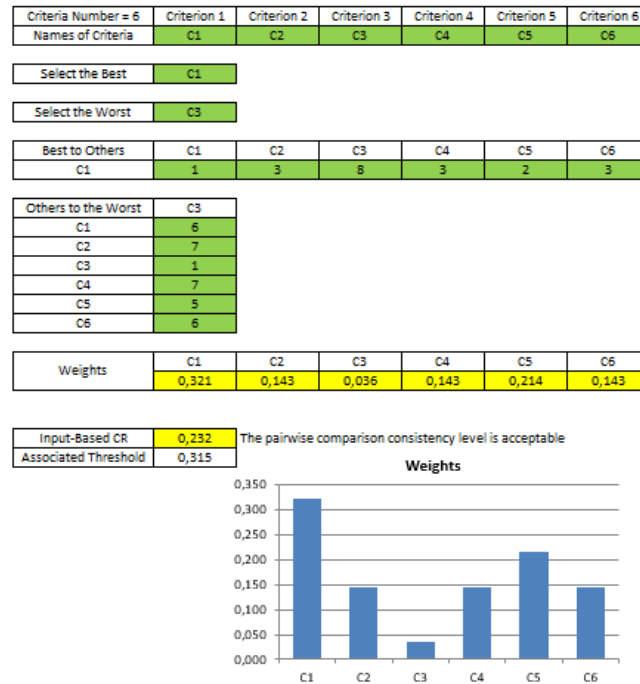 Criteria Number = 6 Criterion 1 Criterion 2 Criterion 3 Criterion 4 Criterion 5 Criterion 6
Names of Criteria C1 C2 C3 C4 C5 C6
Select the Best C1
Select the Worst C3
Best to Others C1 C2 C3 C4 C5 C6
C1 1 3 8 3 2 3
Others to the Worst C3
C1 6
C2 7
C3 1
C4 7
C5 5
C6 6
Weights C1 C2 C3 C4 C5 C6
0,321 0,143 0,036 0,143 0,214 0,143
Input-Based CR 0,232 The pairwise comparison consistency level is acceptable
Associated Threshold 0,315
Weights
0,350
0,300
0,250
0,200
0,150
0,100
0,050
0,000
C1 C2 C3 C4 C5 C6